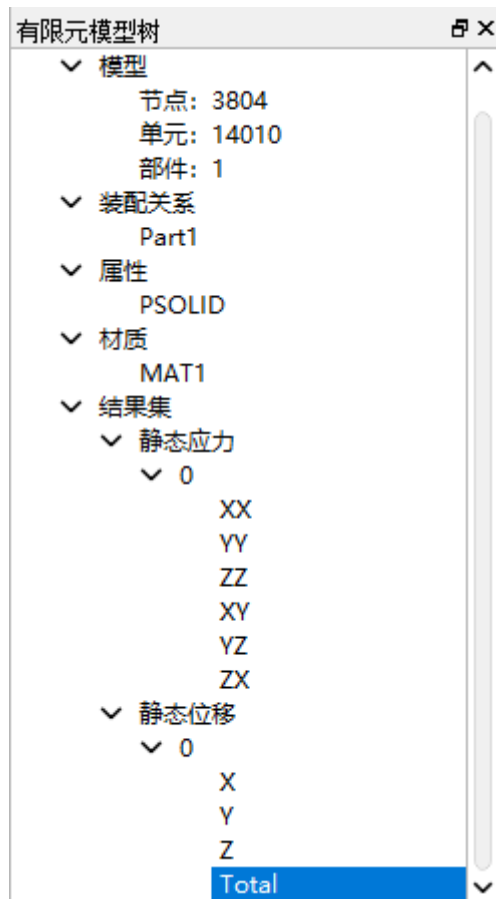 有限元模型树
模型
节点: 3804
单元: 14010
部件: 1
装配关系
Part1
属性
PSOLID
材质
MAT1
结果集
静态应力
0
XX
YY
ZZ
XY
YZ
ZX
静态位移
0
X
Y
Z
Total